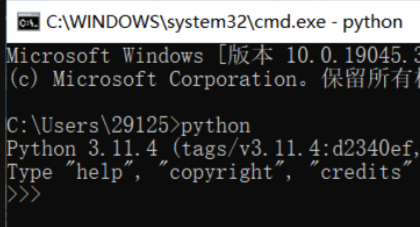 C:\WINDOWS\system32\cmd.exe - python
Microsoft Windows [版本 10.0.19045.3
(c) Microsoft Corporation。保留所有
C:\Users\29125>python
Python 3.11.4 (tags/v3.11.4:d2340ef,
Type "help", "copyright", "credits"
>>>